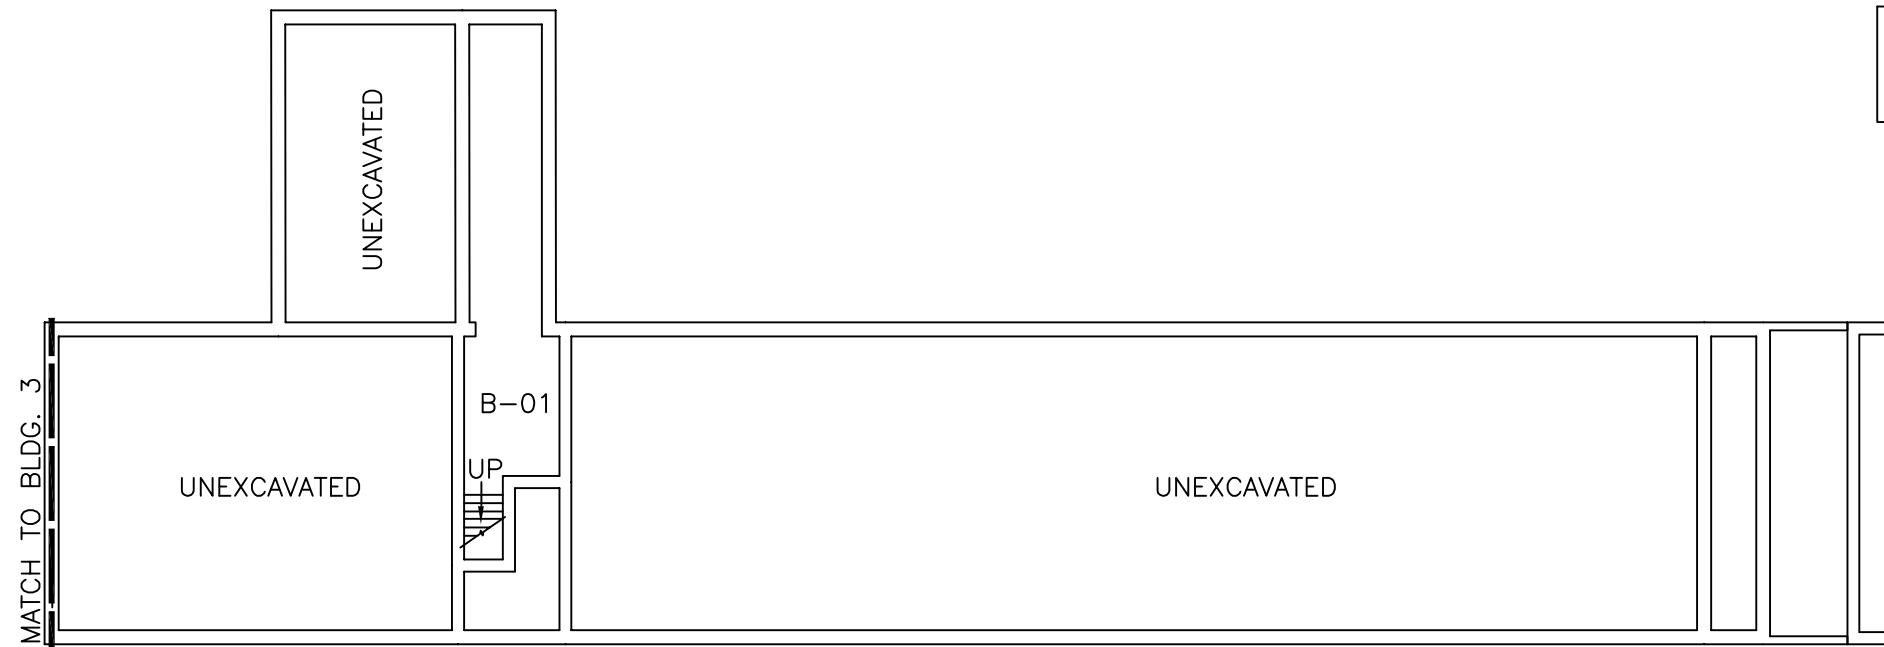 UNEXCAVATED
MATCH TO BLDG. 3
B-01
UP
UNEXCAVATED
UNEXCAVATED